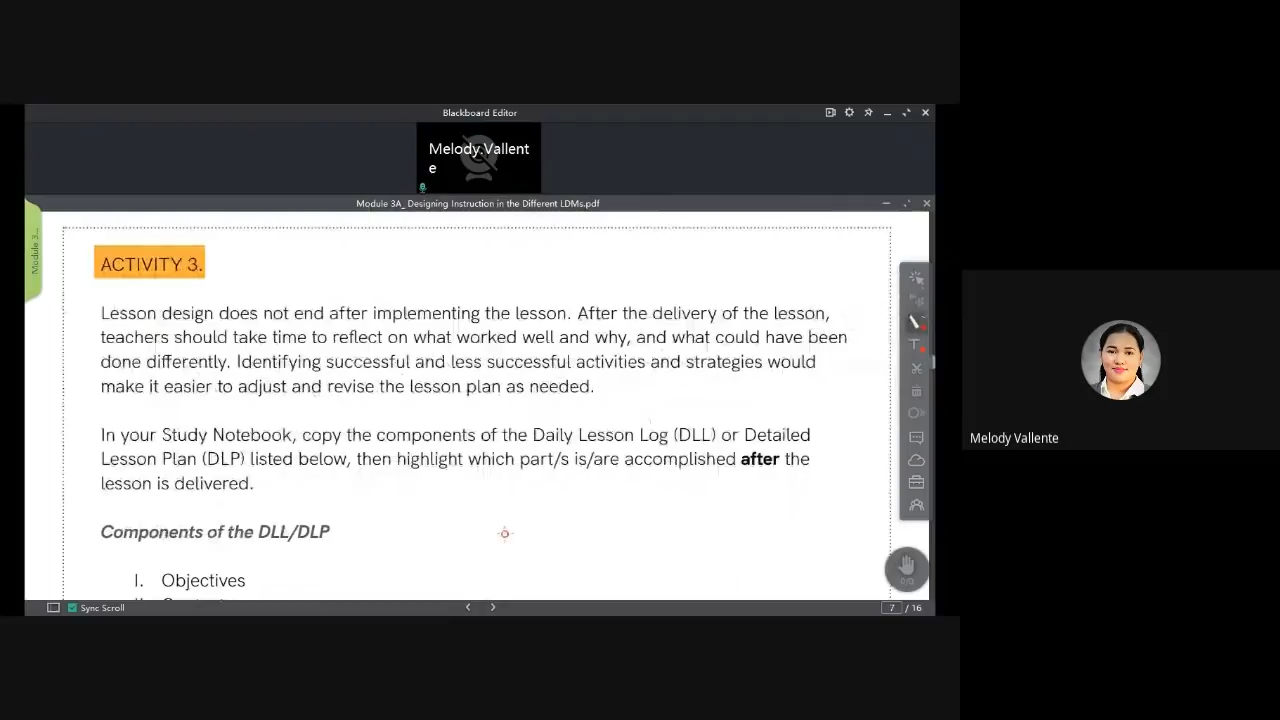 Blackboard Editor
Melody.Vallent
e
Module 3A_ Designing Instruction in the Different LDMs.pdf
Module 3...
ACTIVITY 3.
Lesson design does not end after implementing the lesson. After the delivery of the lesson,
teachers should take time to reflect on what worked well and why, and what could have been
done differently. Identifying successful and less successful activities and strategies would
make it easier to adjust and revise the lesson plan as needed.
In your Study Notebook, copy the components of the Daily Lesson Log (DLL) or Detailed
Lesson Plan (DLP) listed below, then highlight which part/s is/are accomplished after the
lesson is delivered.
Components of the DLL/DLP
I. Objectives
0/0
Sync Scroll
7 / 16
Melody Vallente